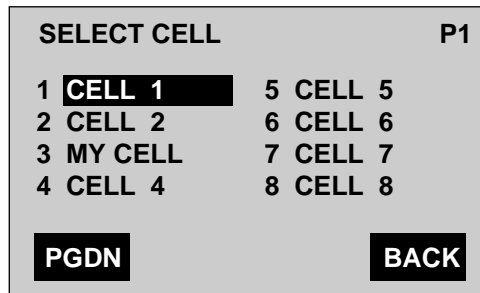 SELECT CELL P1
1 CELL 1 5 CELL 5
2 CELL 2 6 CELL 6
3 MY CELL 7 CELL 7
4 CELL 4 8 CELL 8
PGDN BACK